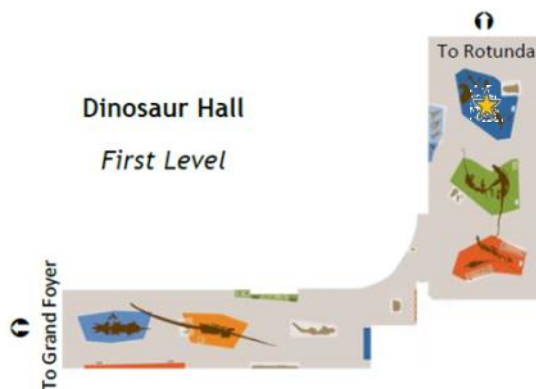 To Rotunda
Dinosaur Hall
First Level
To Grand Foyer